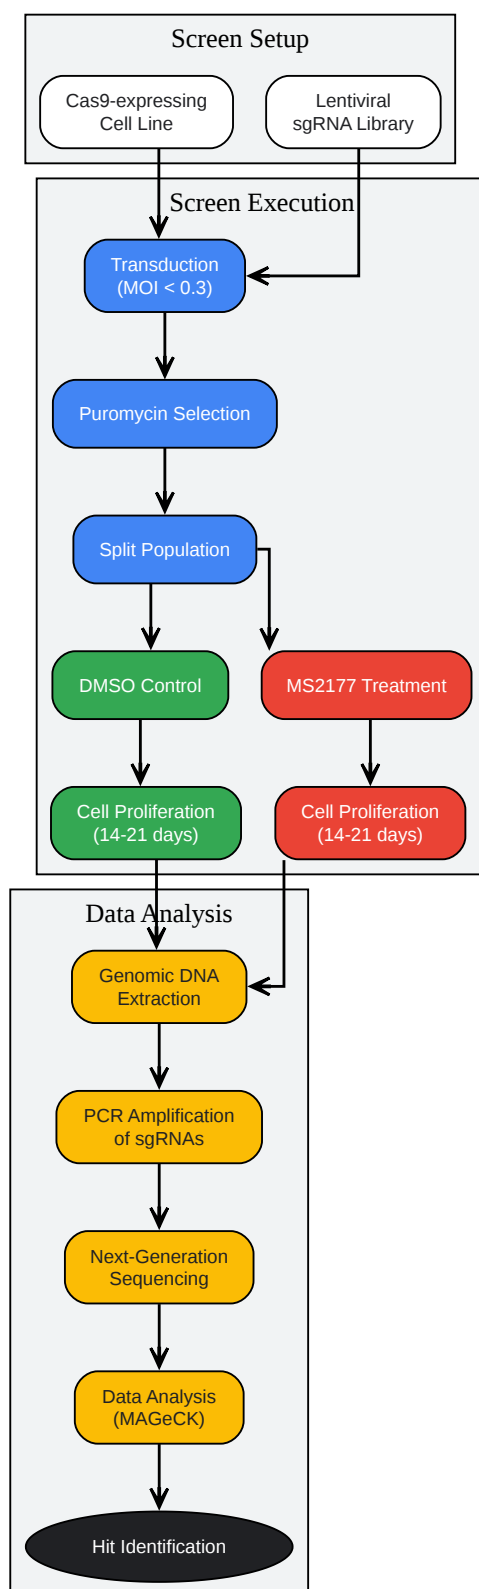 Screen Setup
Cas9-expressing
Cell Line
Lentiviral
sgRNA Library
Screen Execution
Transduction
(MOI < 0.3)
Puromycin Selection
Split Population
DMSO Control
MS2177 Treatment
Cell Proliferation
(14-21 days)
Cell Proliferation
(14-21 days)
Data Analysis
Genomic DNA
Extraction
PCR Amplification
of sgRNAs
Next-Generation
Sequencing
Data Analysis
(MAGeCK)
Hit Identification